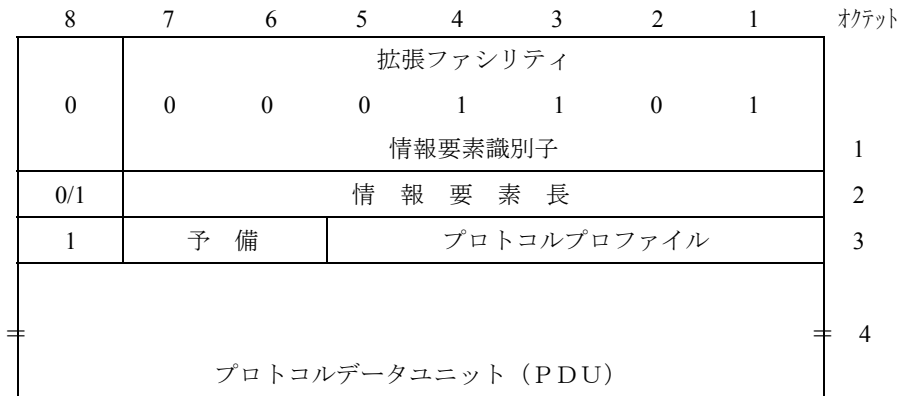 8 7 6 5 4 3 2 1 ｵｸﾃｯﾄ
拡張ファシリティ
0 0 0 0 1 1 0 1
情報要素識別子 1
0/1 情 報 要 素 長 2
1 予 備 プロトコルプロファイル 3
4
プロトコルデータユニット（ＰＤＵ）